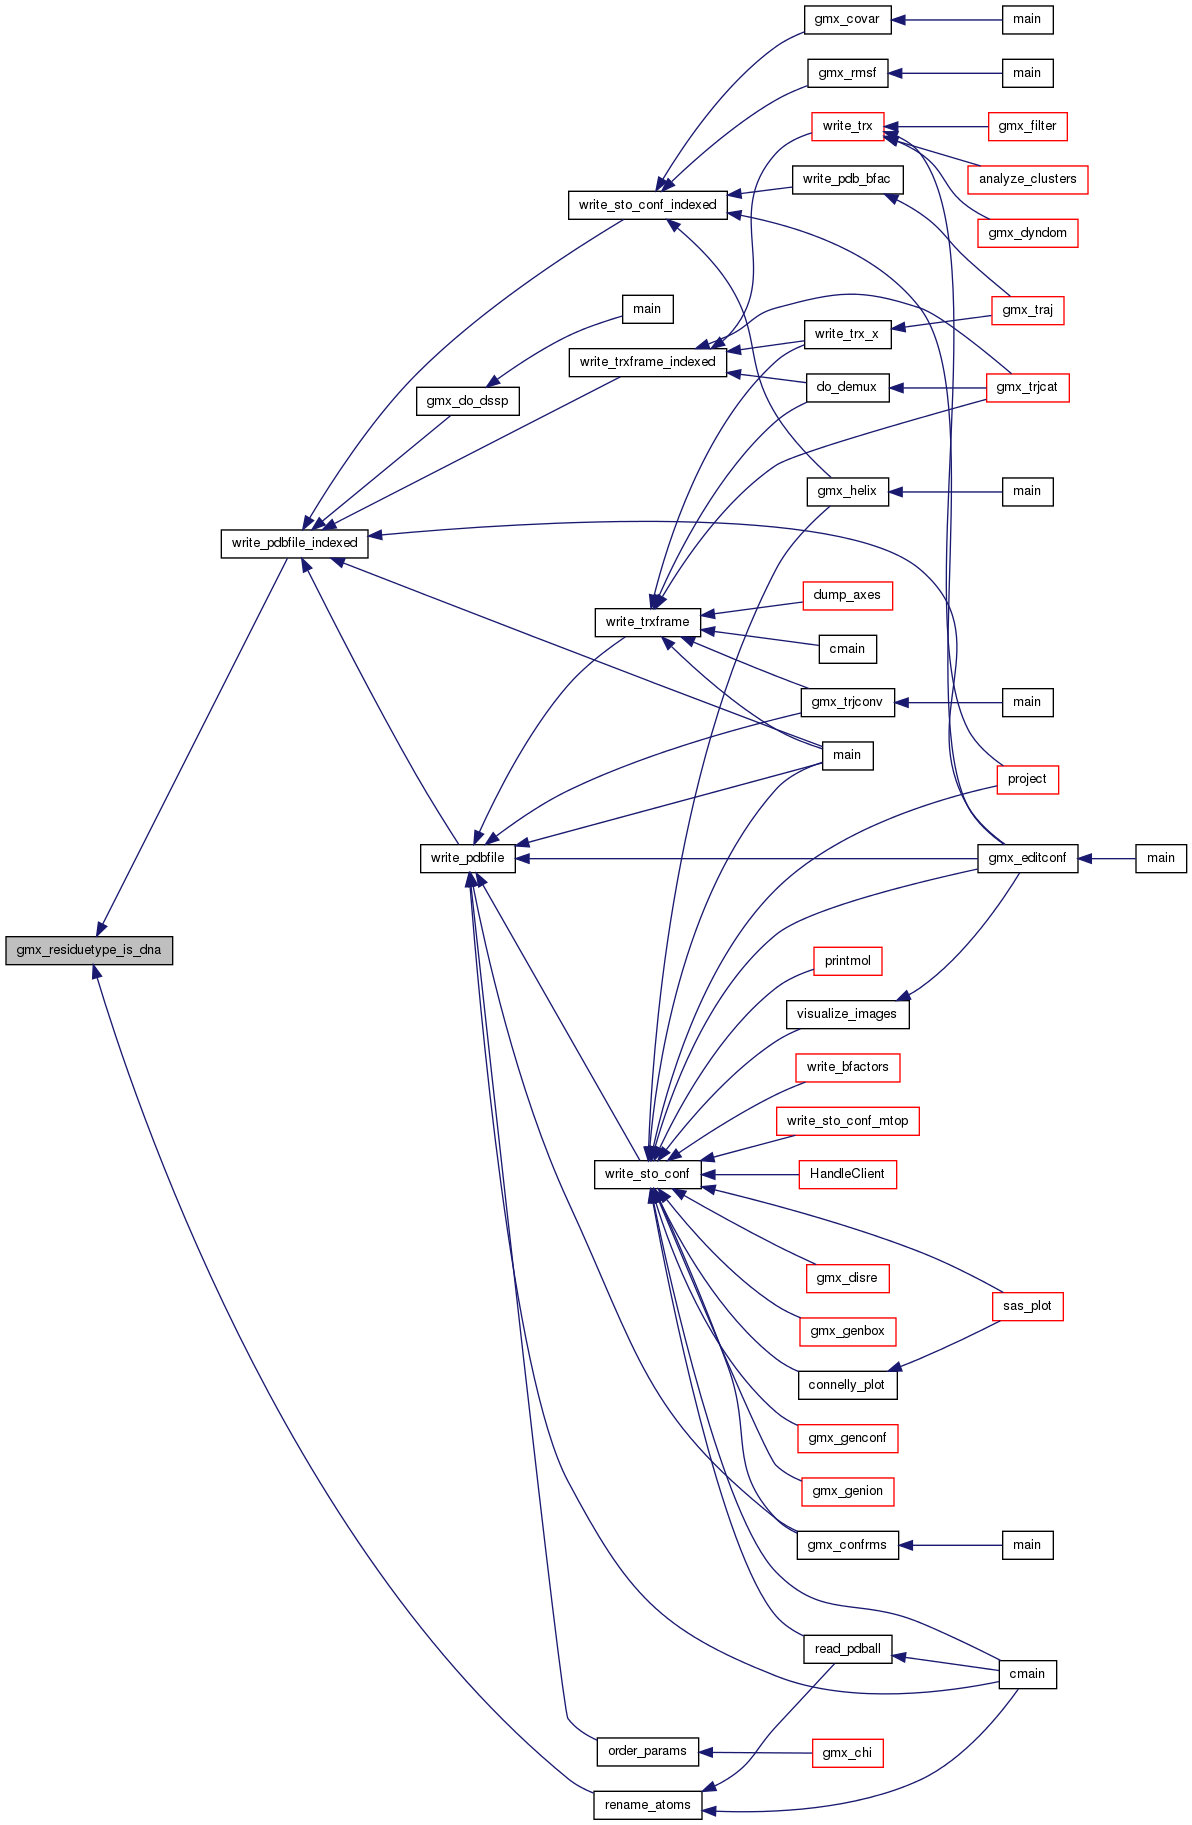 gmx_covar
main
gmx_rmsf
main
write_trx
gmx_filter
write_pdb_bfac
analyze_clusters
write_sto_conf_indexed
gmx_dyndom
main
gmx_traj
write_trx_x
write_trxframe_indexed
gmx_do_dssp
do_demux
gmx_trjcat
gmx_helix
main
write_pdbfile_indexed
dump_axes
write_trxframe
cmain
gmx_trjconv
main
main
project
write_pdbfile
gmx_editconf
main
gmx_residuetype_is_dna
printmol
visualize_images
write_bfactors
write_sto_conf_mtop
write_sto_conf
HandleClient
gmx_disre
sas_plot
gmx_genbox
connelly_plot
gmx_genconf
gmx_genion
gmx_confrms
main
read_pdball
cmain
order_params
gmx_chi
rename_atoms